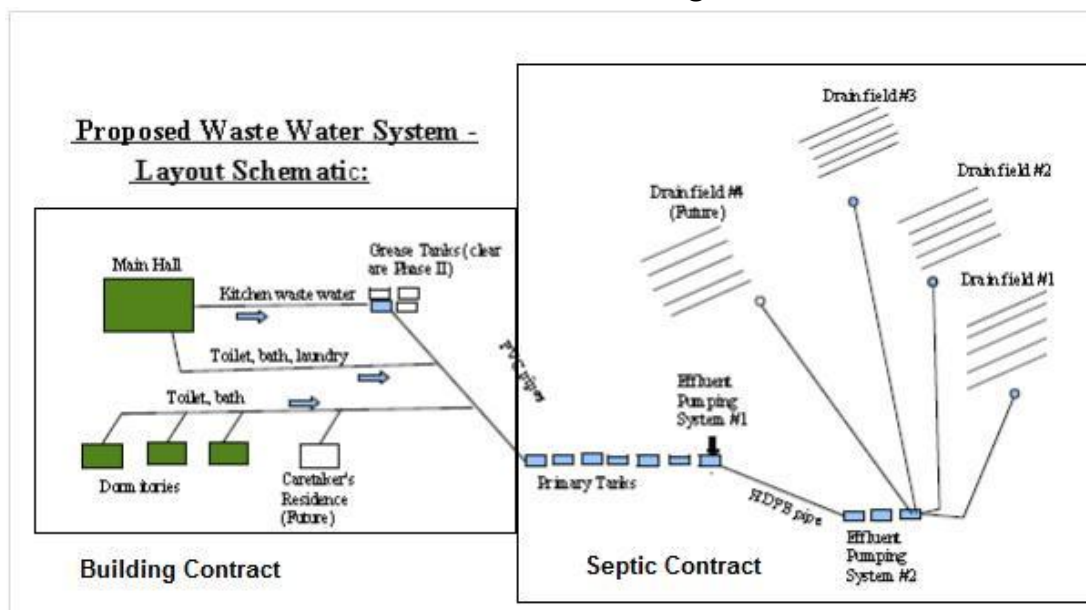 Proposed Waste Water System -
Layout Schematic:
Main Hall
Kitchen waste water
Grease Tanks (clear
are Phase II)
Toilet, bath, laundry
Toilet, bath
Dormitories
Caretaker's
Residence
(Future)
Building Contract
PVC pipes
Drainfield #3
Drainfield #2
Drainfield #4
(Future)
Drainfield #1
Effluent
Pumping
System #1
Primary Tanks
HDPE pipe
Effluent
Pumping
System #2
Septic Contract